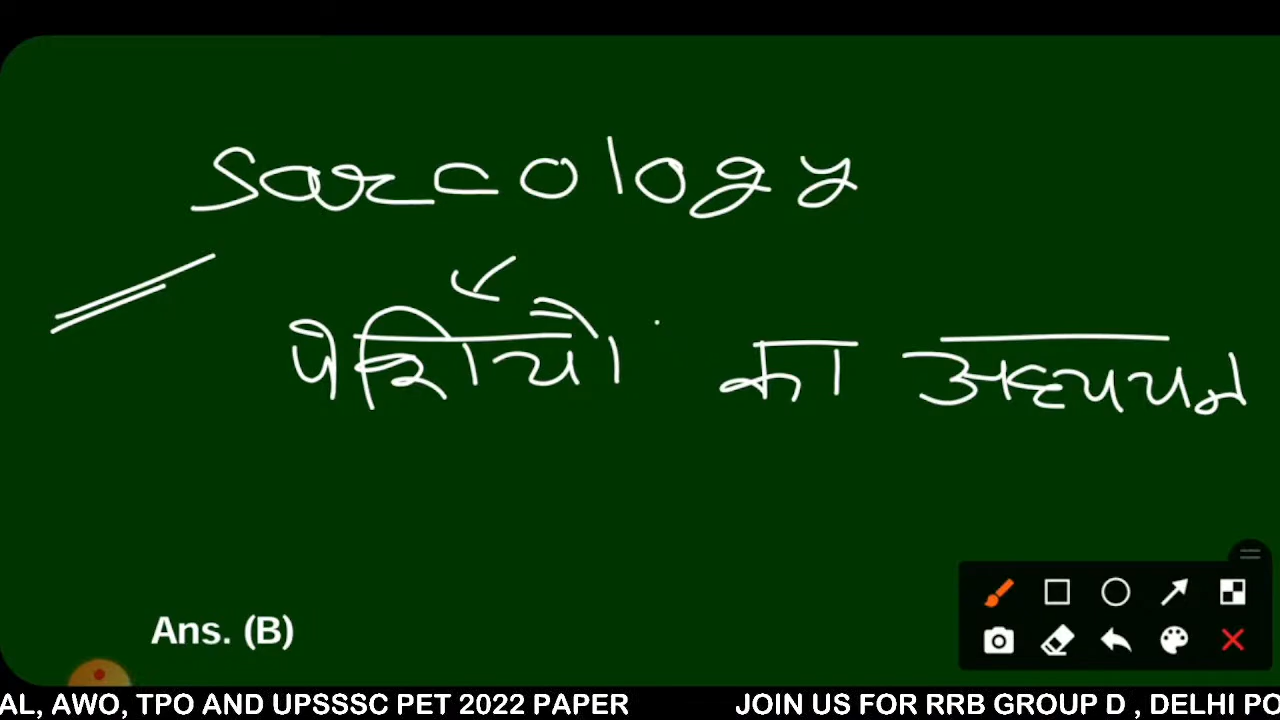 Sarcology
पेशियों का अध्ययन
Ans. (B)
AL, AWO, TPO AND UPSSSC PET 2022 PAPER JOIN US FOR RRB GROUP D , DELHI PO